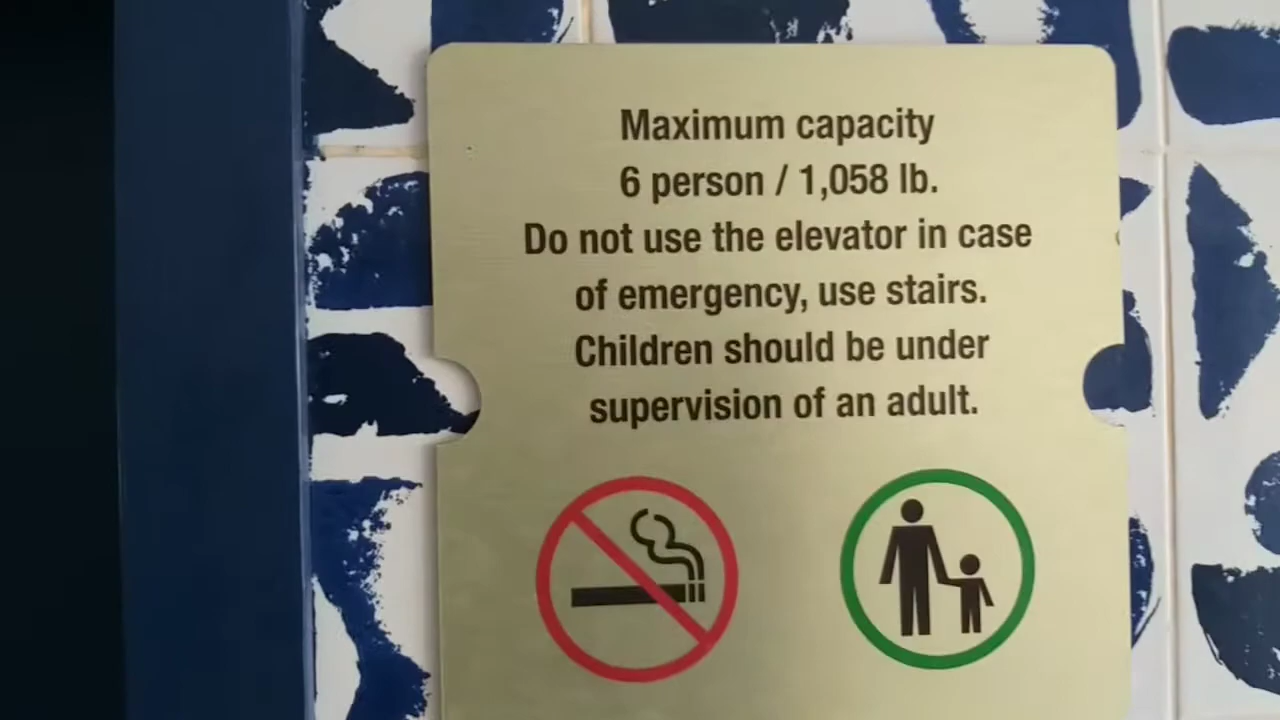 Maximum capacity
6 person / 1,058 lb.
Do not use the elevator in case
of emergency, use stairs.
Children should be under
supervision of an adult.